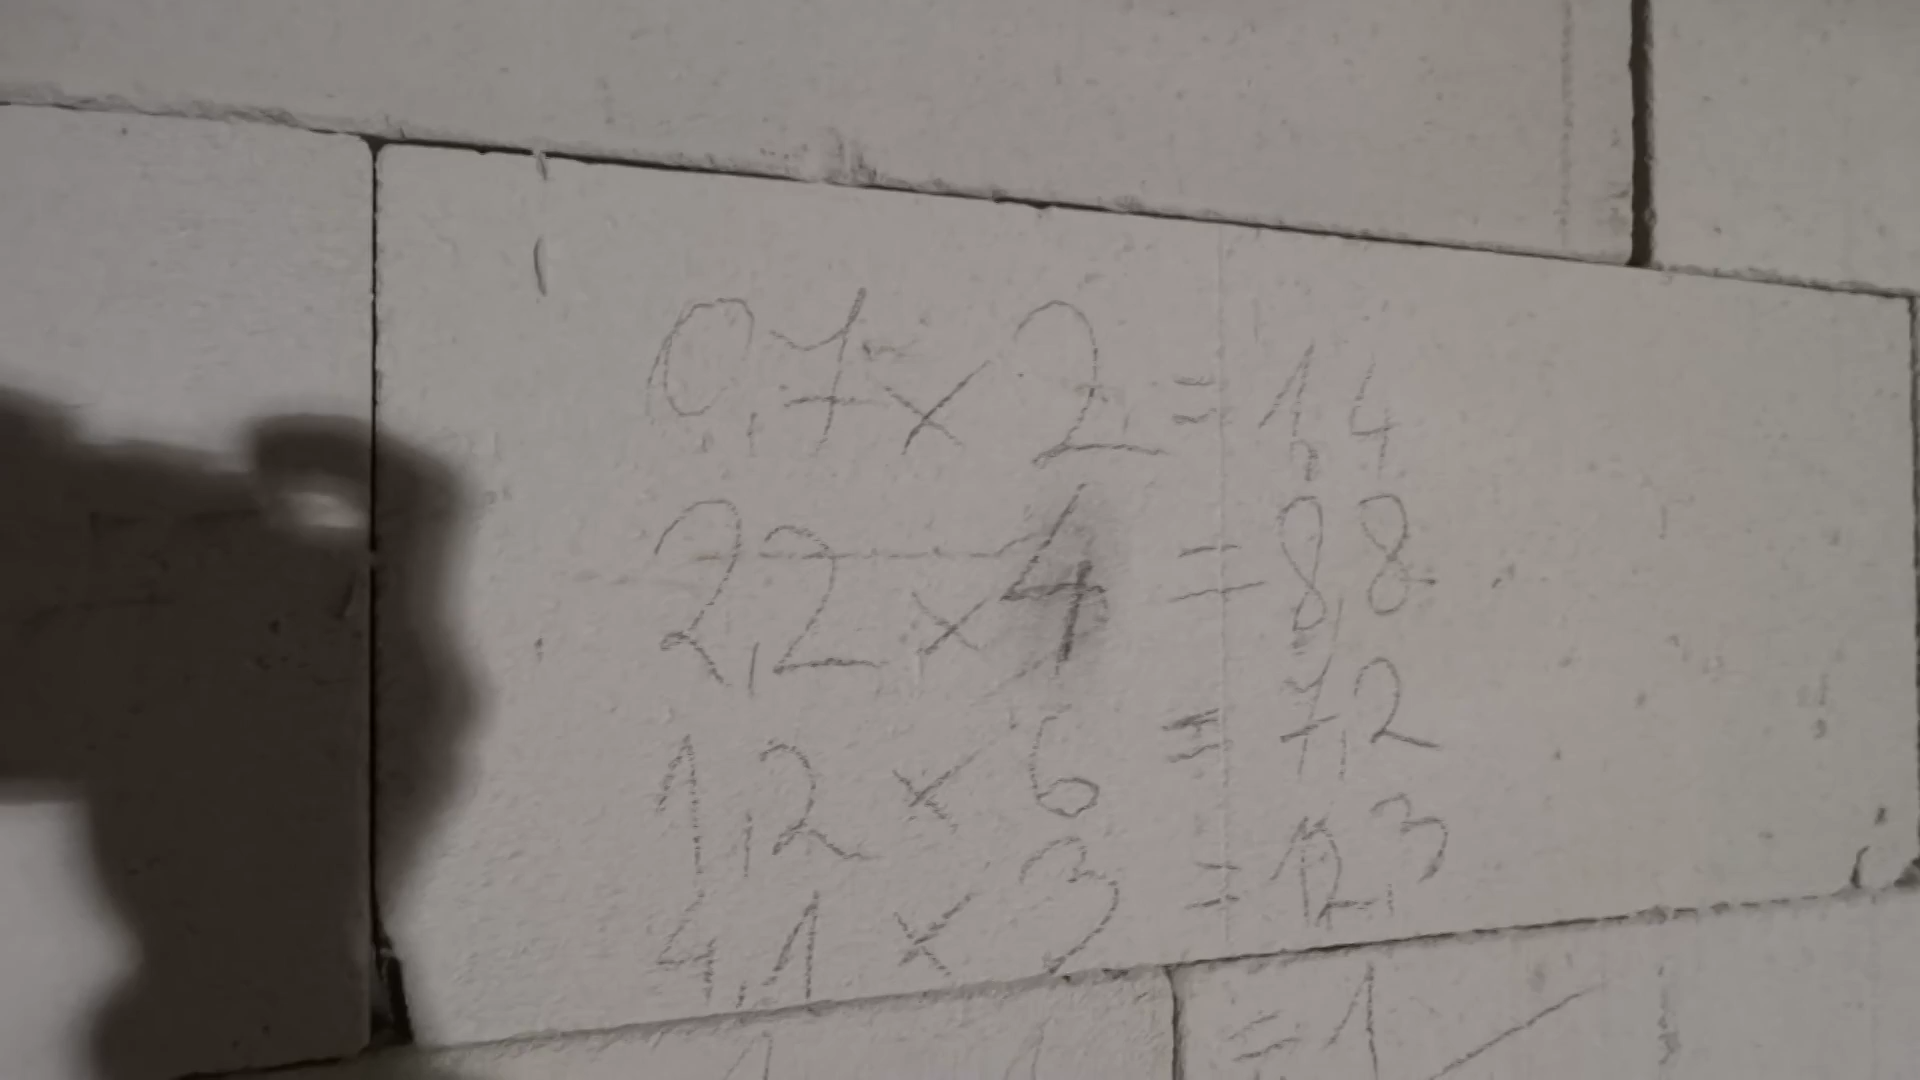 0,7 x 2 = 1,4
2,2 x 4 = 8,8
1,2 x 6 = 7,2
4,1 x 3 = 12,3
= 1